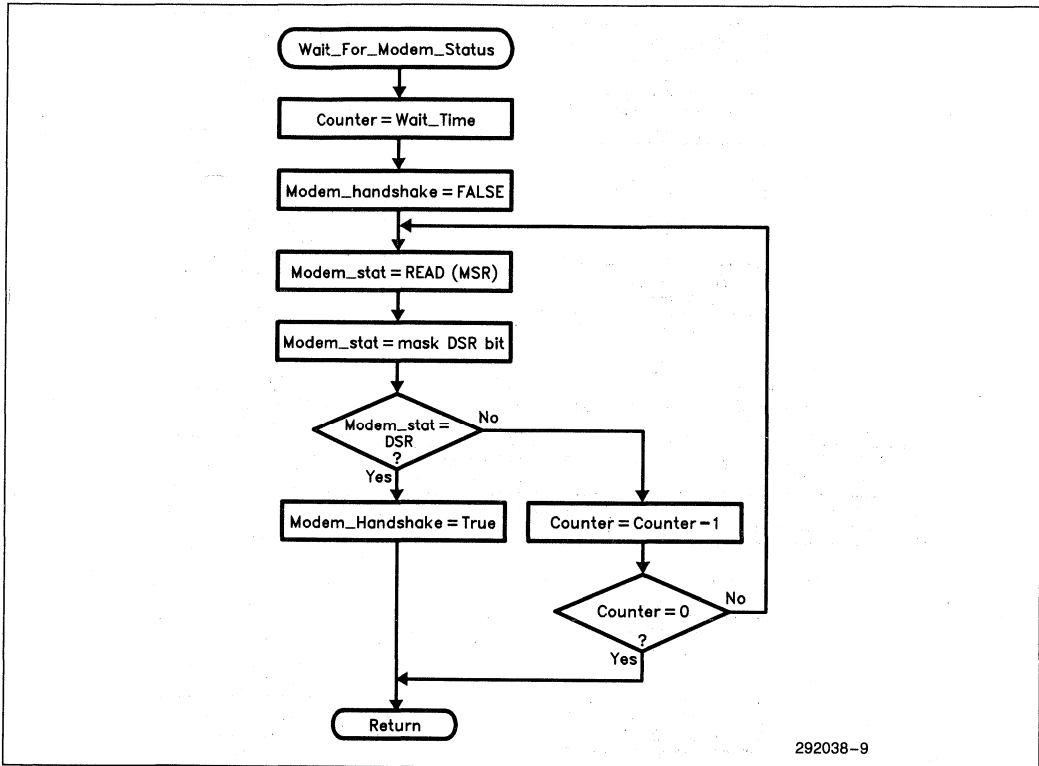 Wait_For_Modem_Status
Counter = Wait_Time
Modem_handshake = FALSE
Modem_stat = READ (MSR)
Modem_stat = mask DSR bit
Modem_stat =
DSR
?
No
Yes
Modem_Handshake = True
Counter = Counter - 1
Counter = 0
?
No
Yes
Return
292038-9